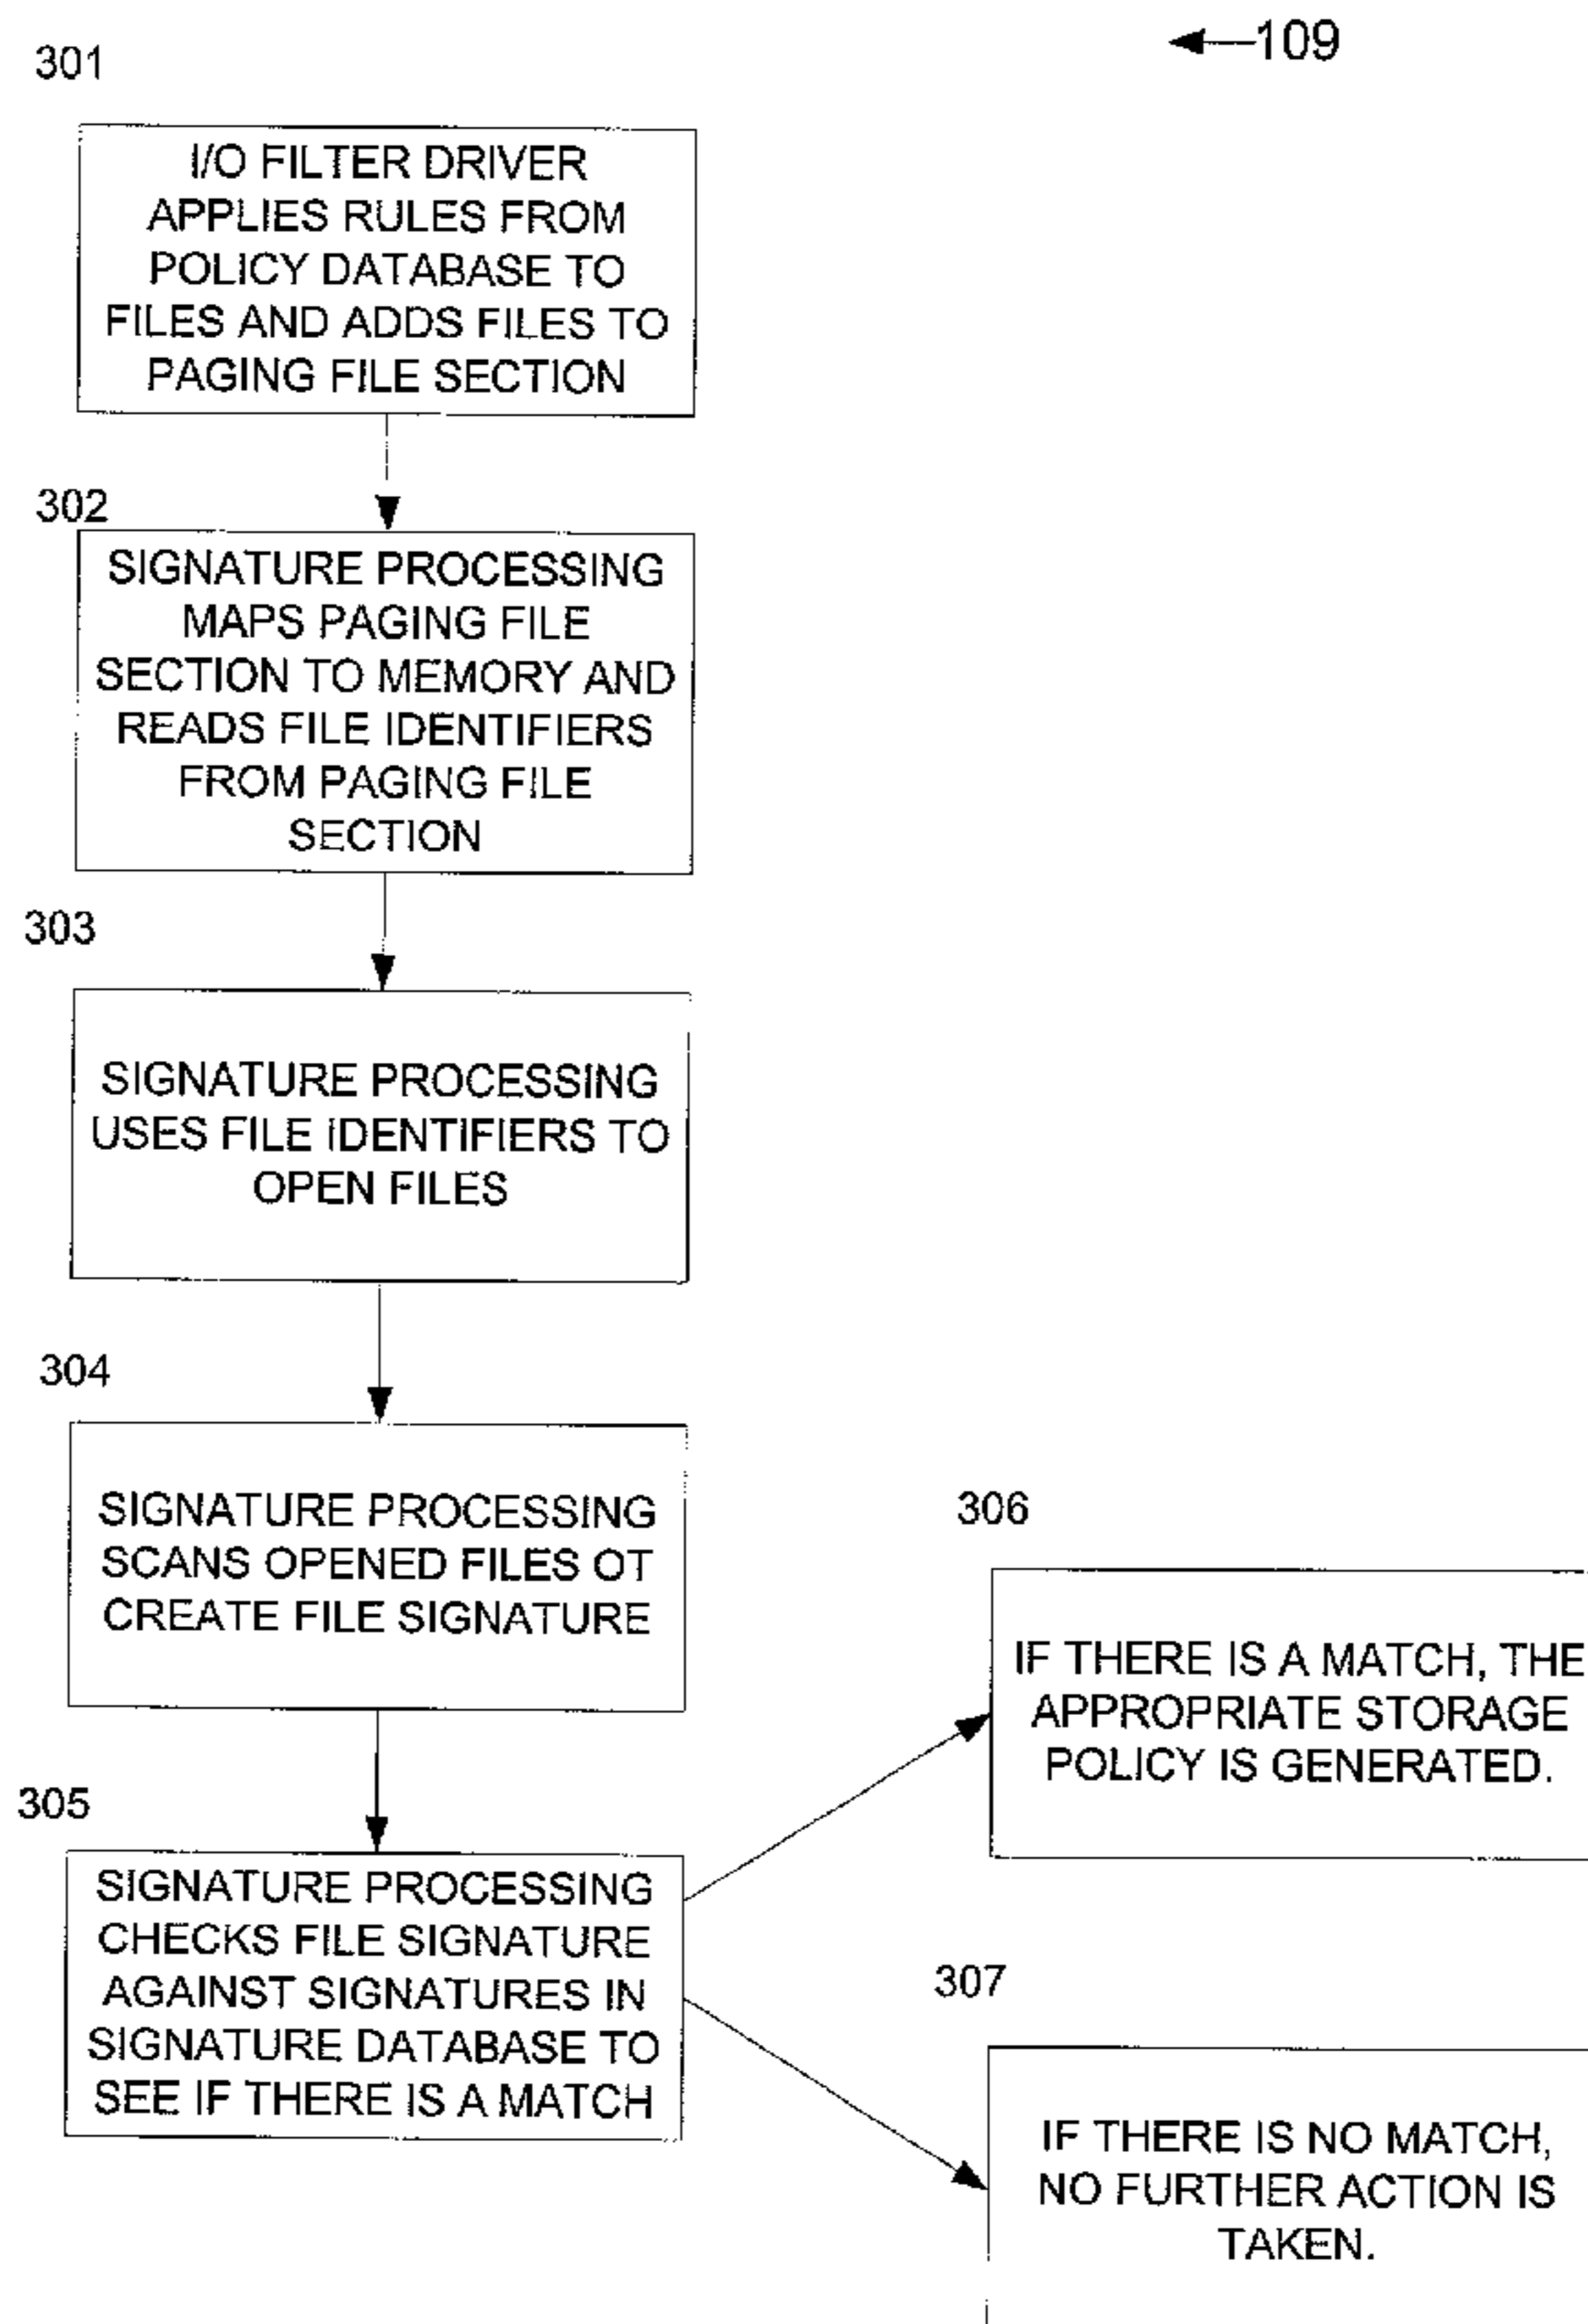 109
301
I/O FILTER DRIVER
APPLIES RULES FROM
POLICY DATABASE TO
FILES AND ADDS FILES TO
PAGING FILE SECTION
302
SIGNATURE PROCESSING
MAPS PAGING FILE
SECTION TO MEMORY AND
READS FILE IDENTIFIERS
FROM PAGING FILE
SECTION
303
SIGNATURE PROCESSING
USES FILE IDENTIFIERS TO
OPEN FILES
304
SIGNATURE PROCESSING
SCANS OPENED FILES OT
CREATE FILE SIGNATURE
305
SIGNATURE PROCESSING
CHECKS FILE SIGNATURE
AGAINST SIGNATURES IN
SIGNATURE DATABASE TO
SEE IF THERE IS A MATCH
306
IF THERE IS A MATCH, THE
APPROPRIATE STORAGE
POLICY IS GENERATED.
307
IF THERE IS NO MATCH,
NO FURTHER ACTION IS
TAKEN.